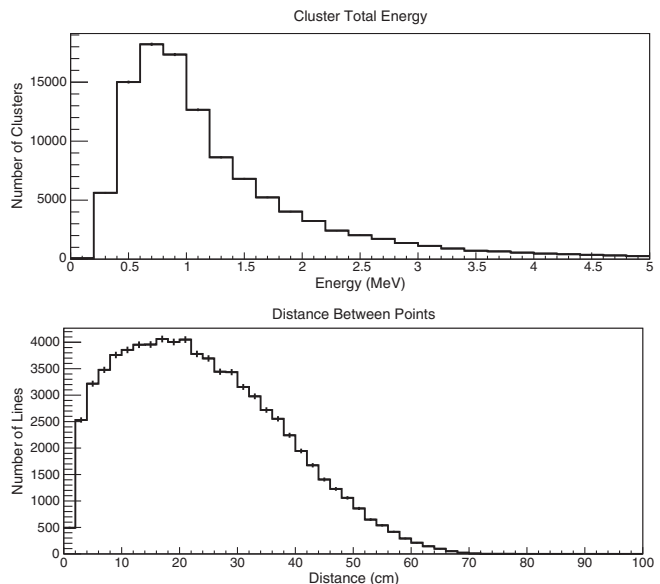 Cluster Total Energy
Number of Clusters
15000
10000
5000
0
0 0.5 1 1.5 2 2.5 3 3.5 4 4.5 5
Energy (MeV)
Distance Between Points
Number of Lines
4000
3500
3000
2500
2000
1500
1000
500
0
0 10 20 30 40 50 60 70 80 90 100
Distance (cm)